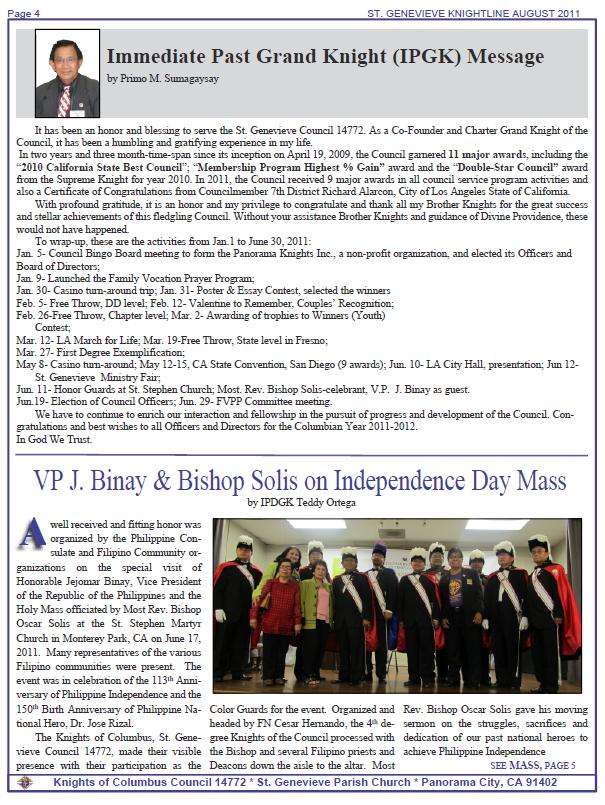 Page 4
ST. GENEVIEVE KNIGHTLINE AUGUST 2011
Immediate Past Grand Knight (IPGK) Message
by Primo M. Sumagaysay
It has been an honor and blessing to serve the St. Genevieve Council 14772. As a Co-Founder and Charter Grand Knight of the
Council, it has been a humbling and gratifying experience in my life.
In two years and three month-time-span since its inception on April 19, 2009, the Council garnered 11 major awards, including the
“2010 California State Best Council”; “Membership Program Highest % Gain” award and the “Double-Star Council” award
from the Supreme Knight for year 2010. In 2011, the Council received 9 major awards in all council service program activities and
also a Certificate of Congratulations from Councilmember 7th District Richard Alarcon, City of Los Angeles State of California.
With profound gratitude, it is an honor and my privilege to congratulate and thank all my Brother Knights for the great success
and stellar achievements of this fledgling Council. Without your assistance Brother Knights and guidance of Divine Providence, these
would not have happened.
To wrap-up, these are the activities from Jan.1 to June 30, 2011:
Jan. 5- Council Bingo Board meeting to form the Panorama Knights Inc., a non-profit organization, and elected its Officers and
Board of Directors;
Jan. 9- Launched the Family Vocation Prayer Program;
Jan. 30- Casino turn-around trip; Jan. 31- Poster & Essay Contest, selected the winners
Feb. 5- Free Throw, DD level; Feb. 12- Valentine to Remember, Couples’ Recognition;
Feb. 26-Free Throw, Chapter level; Mar. 2- Awarding of trophies to Winners (Youth)
Contest;
Mar. 12- LA March for Life; Mar. 19-Free Throw, State level in Fresno;
Mar. 27- First Degree Exemplification;
May 8- Casino turn-around; May 12-15, CA State Convention, San Diego (9 awards); Jun. 10- LA City Hall, presentation; Jun 12-
St. Genevieve Ministry Fair;
Jun. 11- Honor Guards at St. Stephen Church; Most. Rev. Bishop Solis-celebrant, V.P. J. Binay as guest.
Jun.19- Election of Council Officers; Jun. 29- FVPP Committee meeting.
We have to continue to enrich our interaction and fellowship in the pursuit of progress and development of the Council. Con-
gratulations and best wishes to all Officers and Directors for the Columbian Year 2011-2012.
In God We Trust.
VP J. Binay & Bishop Solis on Independence Day Mass
by IPDGK Teddy Ortega
A well received and fitting honor was
organized by the Philippine Con-
sulate and Filipino Community or-
ganizations on the special visit of
Honorable Jejomar Binay, Vice President
of the Republic of the Philippines and the
Holy Mass officiated by Most Rev. Bishop
Oscar Solis at the St. Stephen Martyr
Church in Monterey Park, CA on June 17,
2011. Many representatives of the various
Filipino communities were present. The
event was in celebration of the 113th Anni-
versary of Philippine Independence and the
150th Birth Anniversary of Philippine Na-
tional Hero, Dr. Jose Rizal.
The Knights of Columbus, St. Gene-
vieve Council 14772, made their visible
presence with their participation as the
Color Guards for the event. Organized and
headed by FN Cesar Hernando, the 4th de-
gree Knights of the Council processed with
the Bishop and several Filipino priests and
Deacons down the aisle to the altar. Most
Rev. Bishop Oscar Solis gave his moving
sermon on the struggles, sacrifices and
dedication of our past national heroes to
achieve Philippine Independence
SEE MASS, PAGE 5
Knights of Columbus Council 14772 * St. Genevieve Parish Church * Panorama City, CA 91402